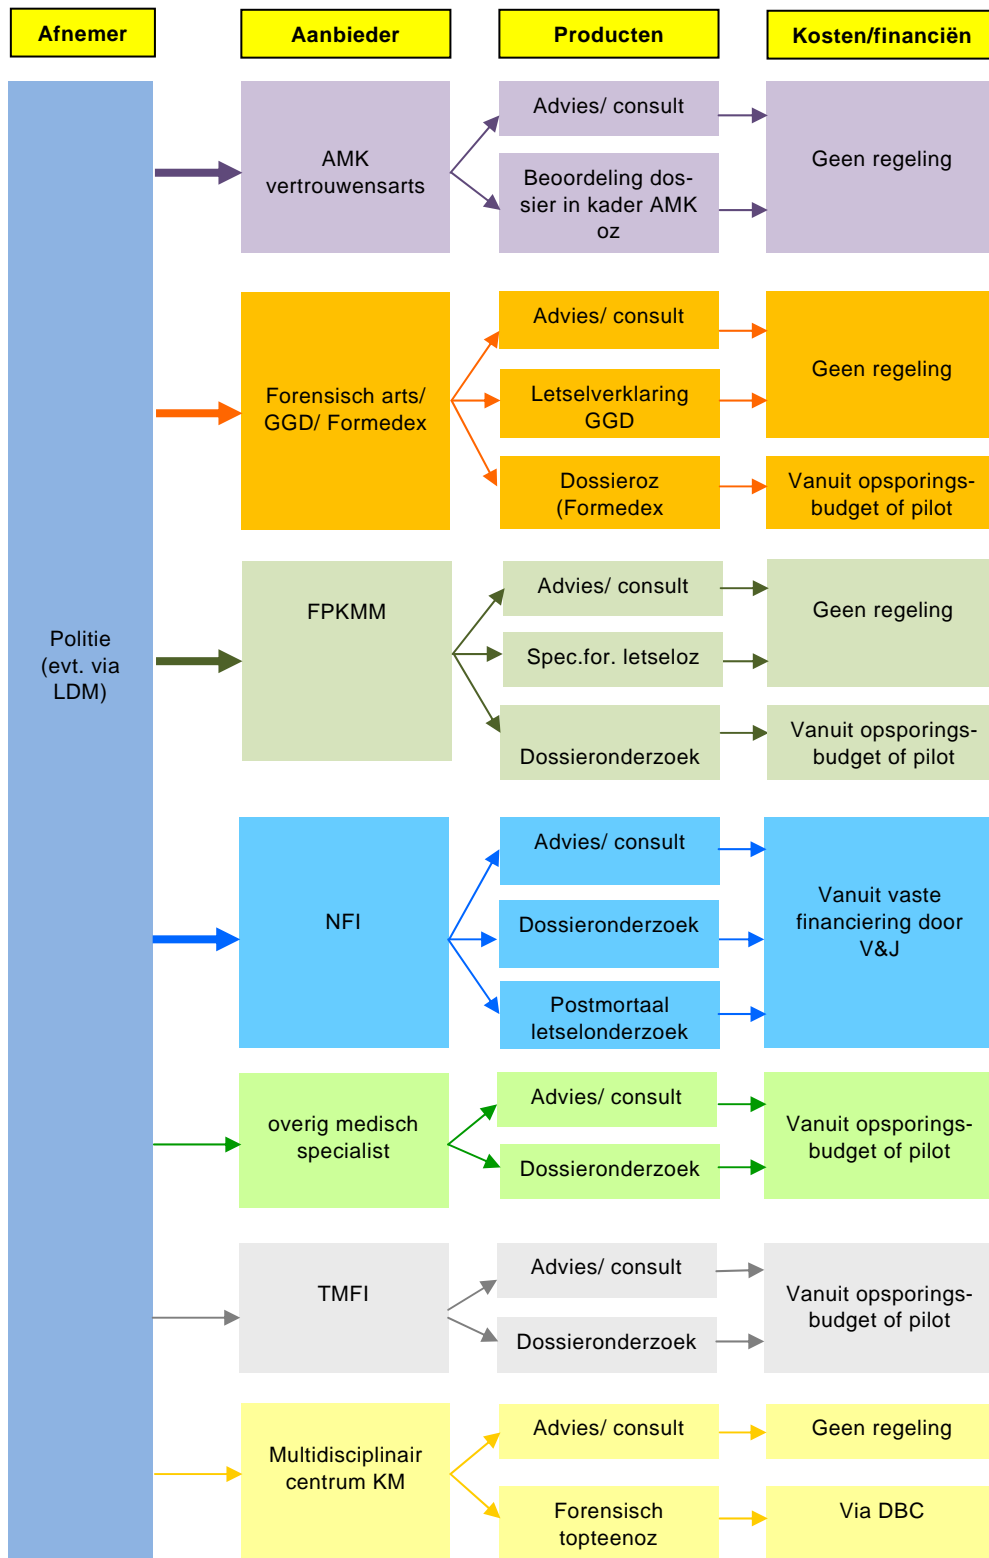 Afnemer
Aanbieder
Producten
Kosten/financiën
Politie
(evt. via
LDM)
AMK
vertrouwensarts
Advies/ consult
Beoordeling dos-
sier in kader AMK
oz
Geen regeling
Forensisch arts/
GGD/ Formedex
Advies/ consult
Letselverklaring
GGD
Dossieroz
(Formedex
Geen regeling
Vanuit opsporings-
budget of pilot
FPKMM
Advies/ consult
Spec.for. letseloz
Dossieronderzoek
Geen regeling
Vanuit opsporings-
budget of pilot
NFI
Advies/ consult
Dossieronderzoek
Postmortaal
letselonderzoek
Vanuit vaste
financiering door
V&J
overig medisch
specialist
Advies/ consult
Dossieronderzoek
Vanuit opsporings-
budget of pilot
TMFI
Advies/ consult
Dossieronderzoek
Vanuit opsporings-
budget of pilot
Multidisciplinair
centrum KM
Advies/ consult
Forensisch
topteenoz
Geen regeling
Via DBC